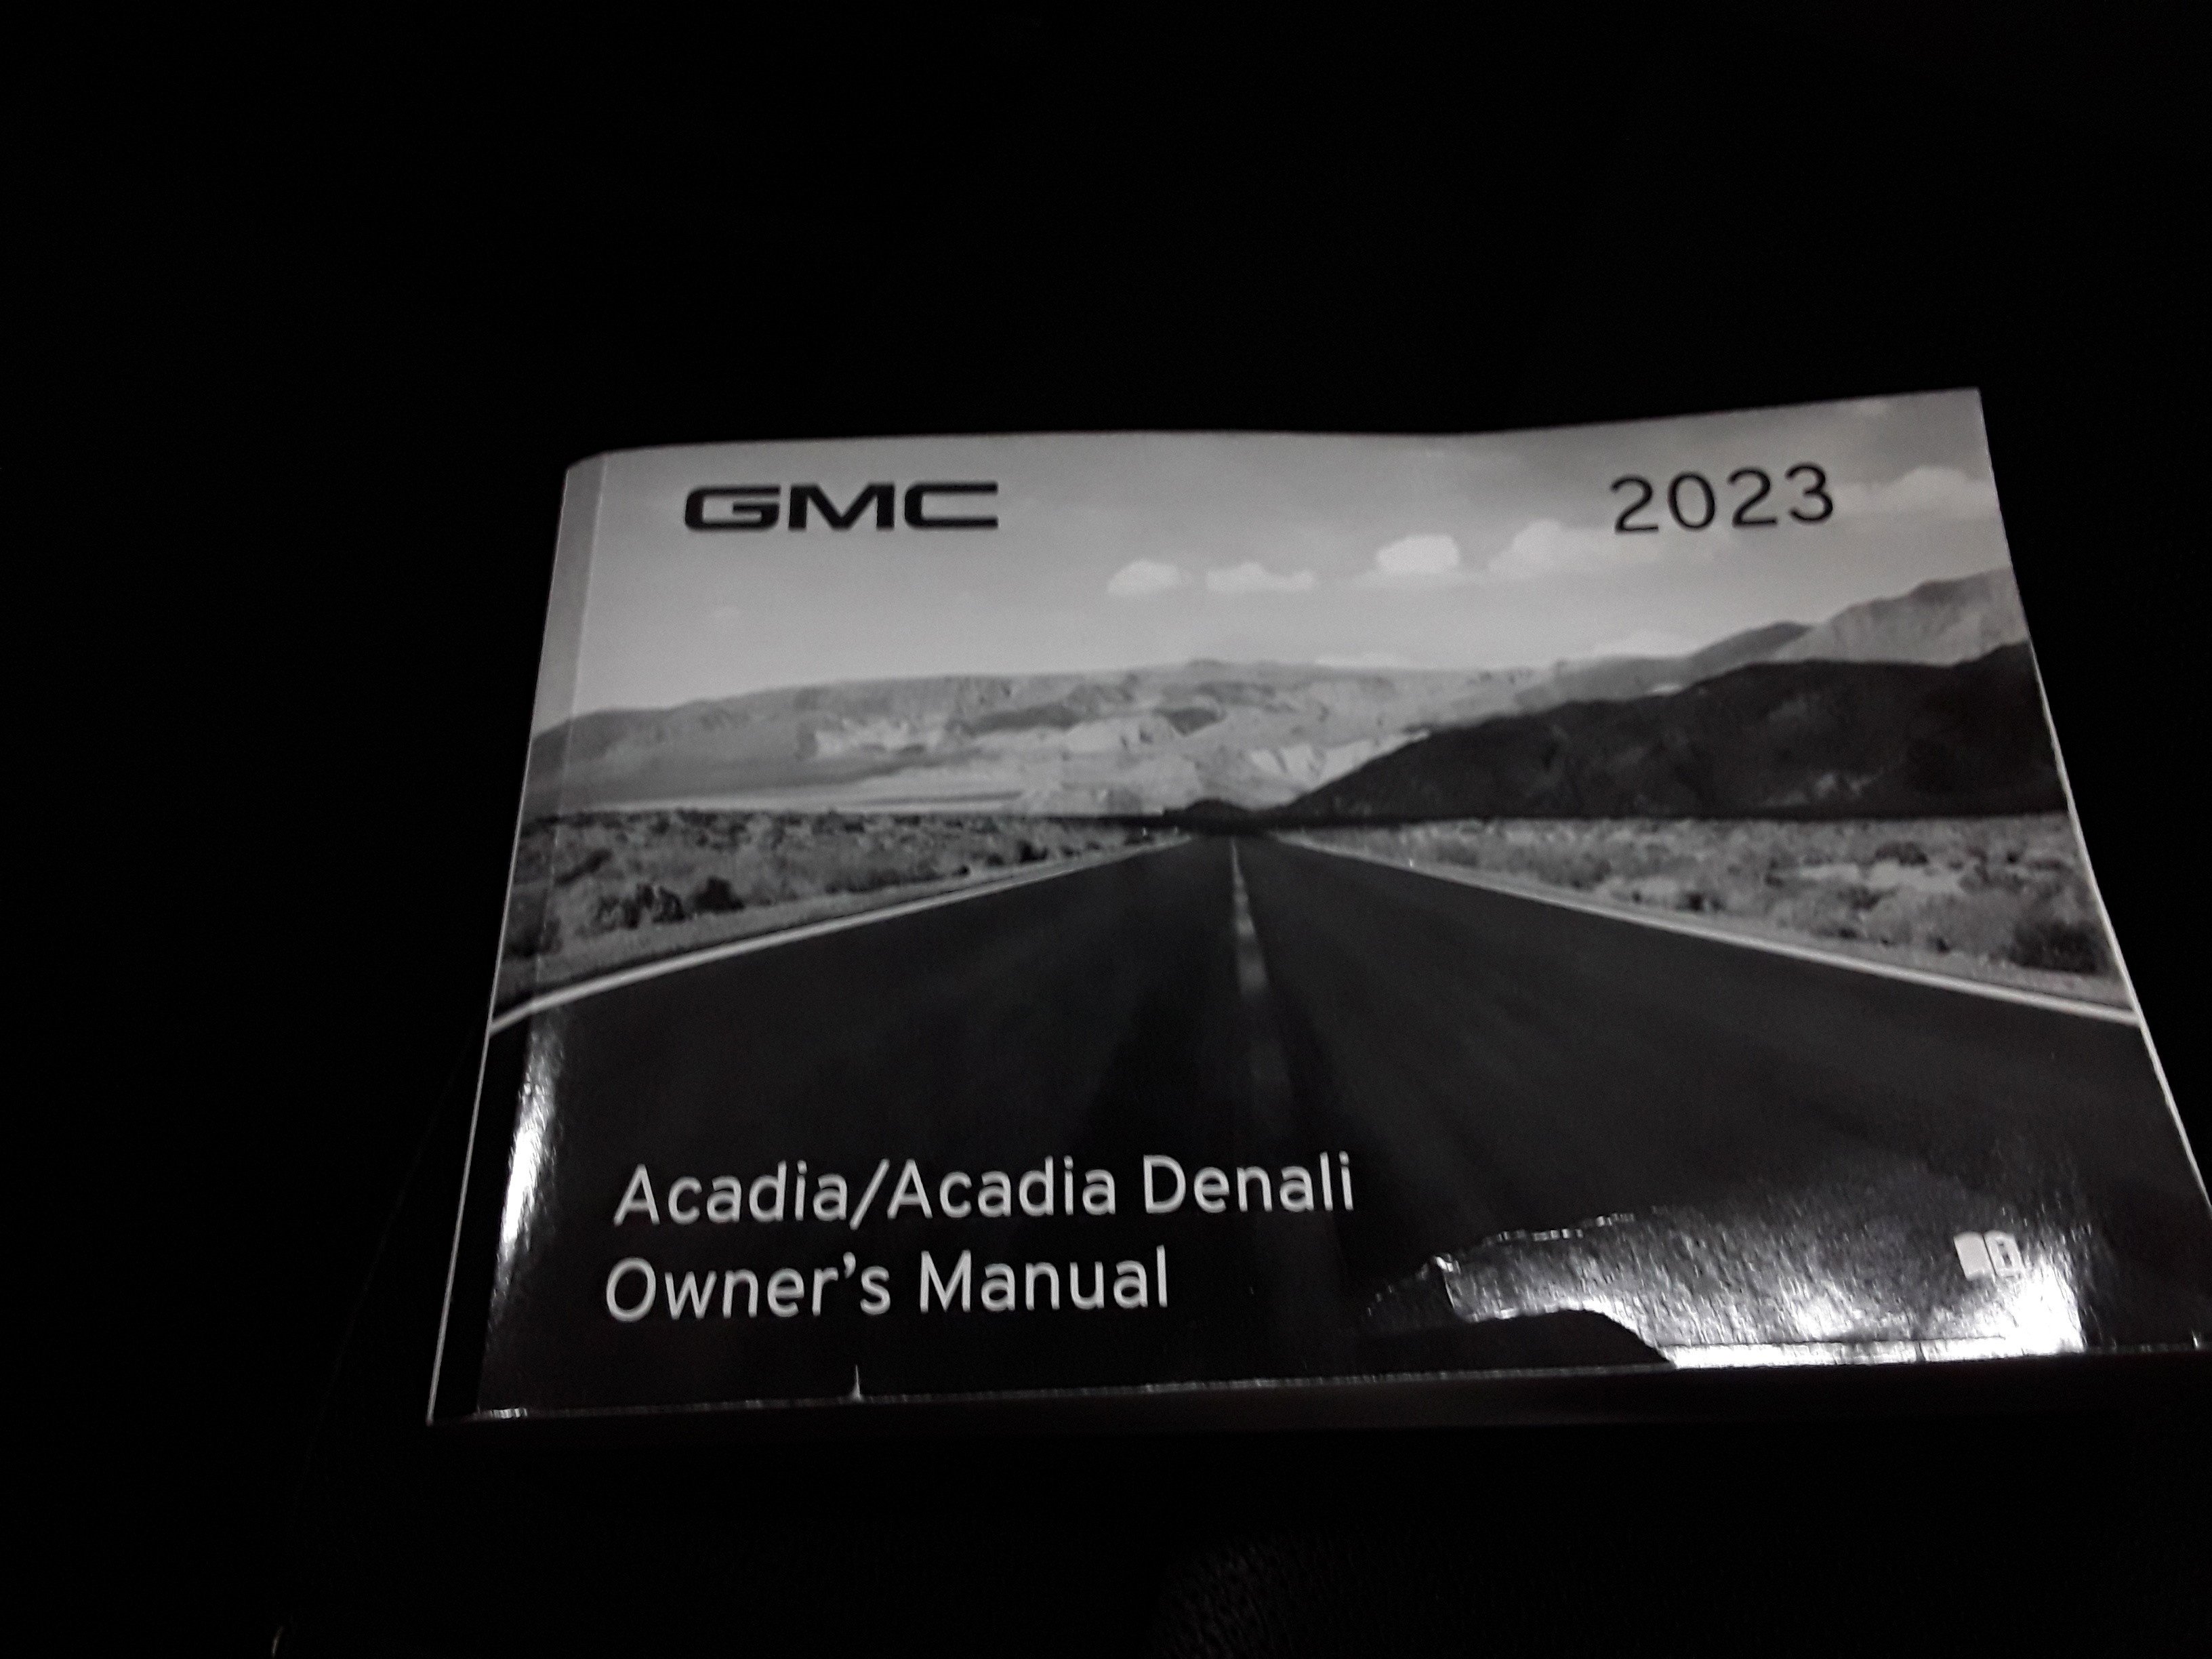 GMC
2023
Acadia/Acadia Denali
Owner's Manual